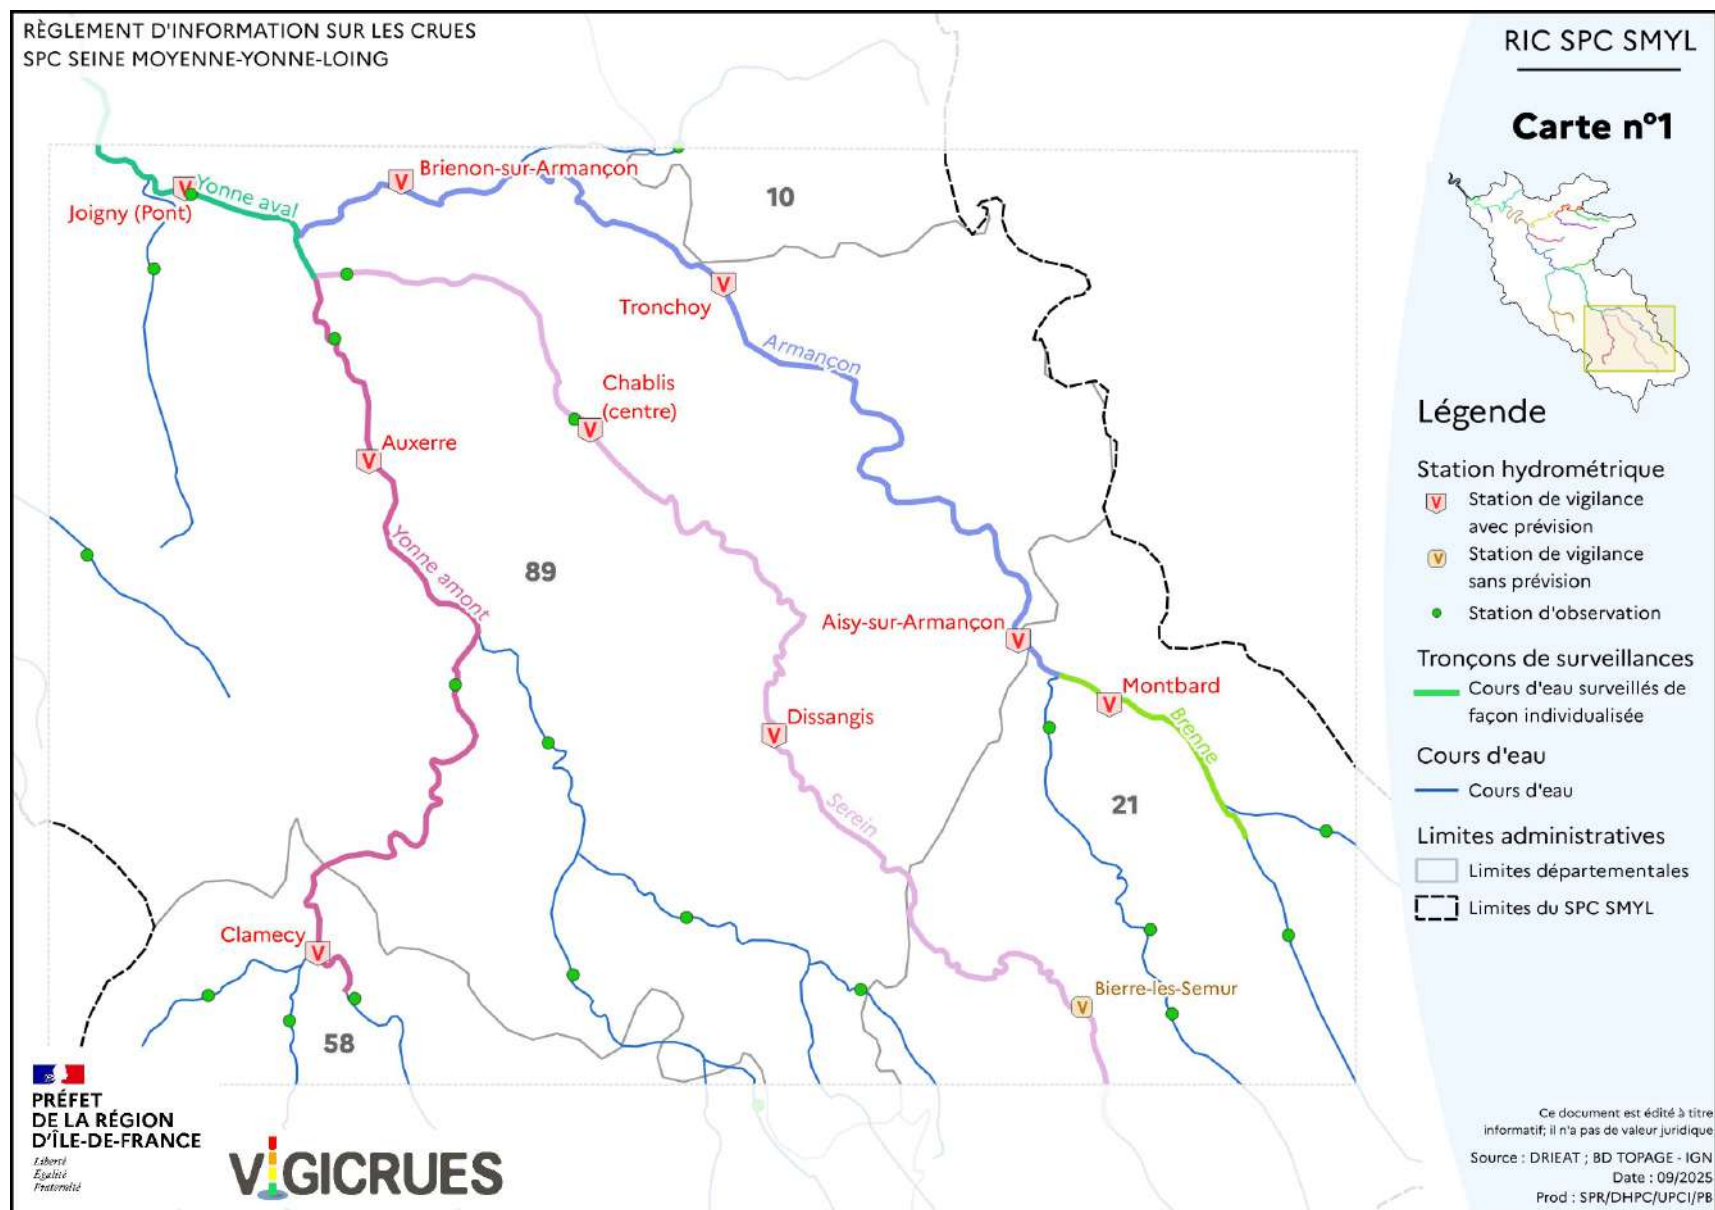 RÈGLEMENT D'INFORMATION SUR LES CRUES
SPC SEINE MOYENNE-YONNE-LOING
RIC SPC SMYL
Carte n°1
Brienon-sur-Armançon
Yonne aval
Joigny (Pont)
10
Tronchoy
Armançon
Chablis
(centre)
Auxerre
Yonne amont
89
Aisy-sur-Armançon
Montbard
Brenne
Dissangis
Serein
21
Clamecy
Bierre-les-Semur
58
Légende
Station hydrométrique
V Station de vigilance
avec prévision
V Station de vigilance
sans prévision
Station d'observation
Tronçons de surveillances
Cours d'eau surveillés de
façon individualisée
Cours d'eau
Cours d'eau
Limites administratives
Limites départementales
Limites du SPC SMYL
PRÉFET
DE LA RÉGION
D'ÎLE-DE-FRANCE
Liberté
Égalité
Fraternité
VIGICRUES
Ce document est édité à titre
informatif; il n'a pas de valeur juridique
Source : DRIEAT ; BD TOPAGE - IGN
Date : 09/2025
Prod : SPR/DHPC/UPCI/PB